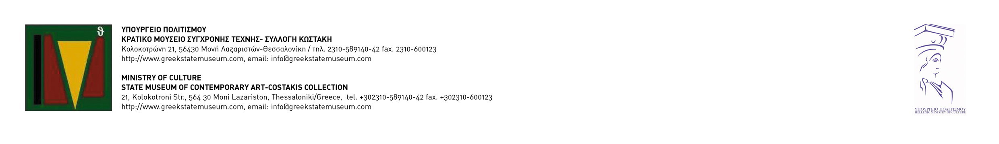 ϑ
ΥΠΟΥΡΓΕΙΟ ΠΟΛΙΤΙΣΜΟΥ
ΚΡΑΤΙΚΟ ΜΟΥΣΕΙΟ ΣΥΓΧΡΟΝΗΣ ΤΕΧΝΗΣ- ΣΥΛΛΟΓΗ ΚΩΣΤΑΚΗ
Κολοκοτρώνη 21, 56430 Μονή Λαζαριστών-Θεσσαλονίκη / τηλ. 2310-589140-42 fax. 2310-600123
http://www.greekstatemuseum.com, email: info@greekstatemuseum.com
MINISTRY OF CULTURE
STATE MUSEUM OF CONTEMPORARY ART-COSTAKIS COLLECTION
21, Kolokotroni Str., 564 30 Moni Lazariston, Thessaloniki/Greece, tel. +302310-589140-42 fax. +302310-600123
http://www.greekstatemuseum.com, email: info@greekstatemuseum.com
ΥΠΟΥΡΓΕΙΟ ΠΟΛΙΤΙΣΜΟΥ
HELLENIC MINISTRY OF CULTURE